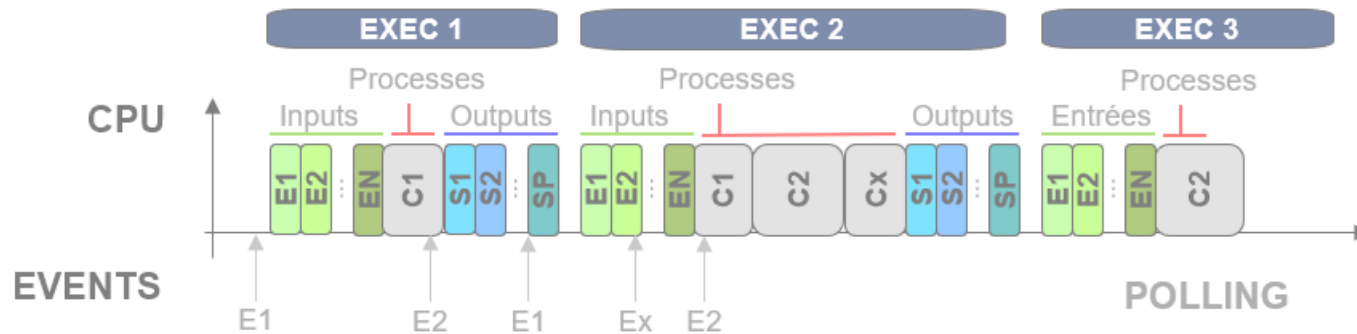 EXEC 1 EXEC 2 EXEC 3
Processes Processes Processes
CPU Inputs Outputs Inputs Outputs Entrées
E1 E2 ... EN C1 S1 S2 ... SP E1 E2 ... EN C1 C2 Cx S1 S2 ... SP E1 E2 ... EN C2
EVENTS POLLING
E1 E2 E1 Ex E2